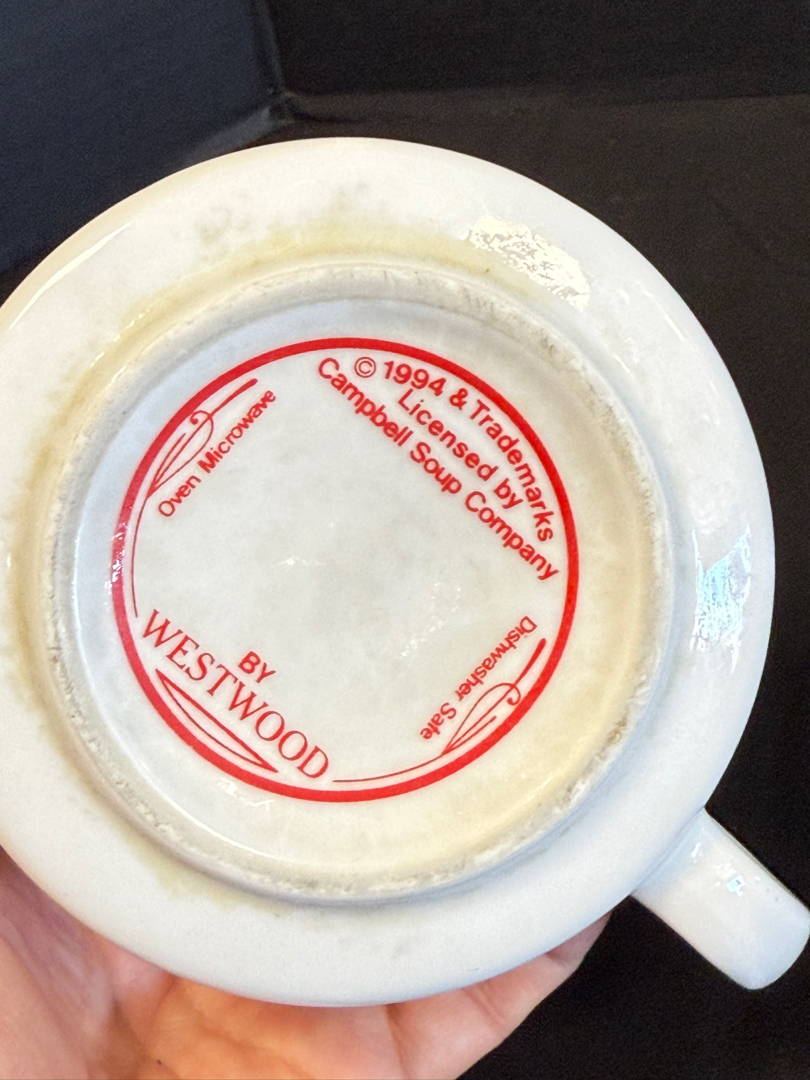 © 1994 & Trademarks
Licensed by
Campbell Soup Company
Oven Microwave
Dishwasher Safe
BY
WESTWOOD